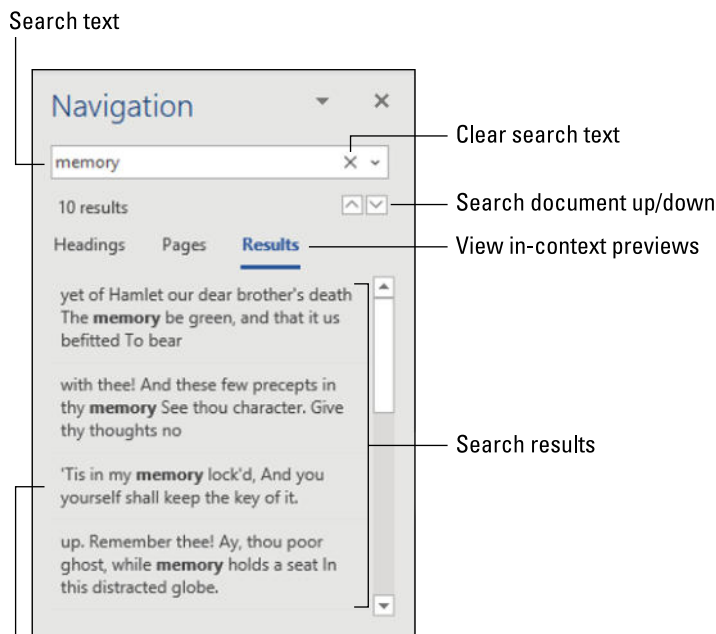 Search text
Navigation
Clear search text
memory
10 results
Search document up/down
Headings Pages Results
View in-context previews
yet of Hamlet our dear brother's death
The memory be green, and that it us
befitted To bear
with thee! And these few precepts in
thy memory See thou character. Give
thy thoughts no
Search results
'Tis in my memory lock'd, And you
yourself shall keep the key of it.
up. Remember thee! Ay, thou poor
ghost, while memory holds a seat In
this distracted globe.